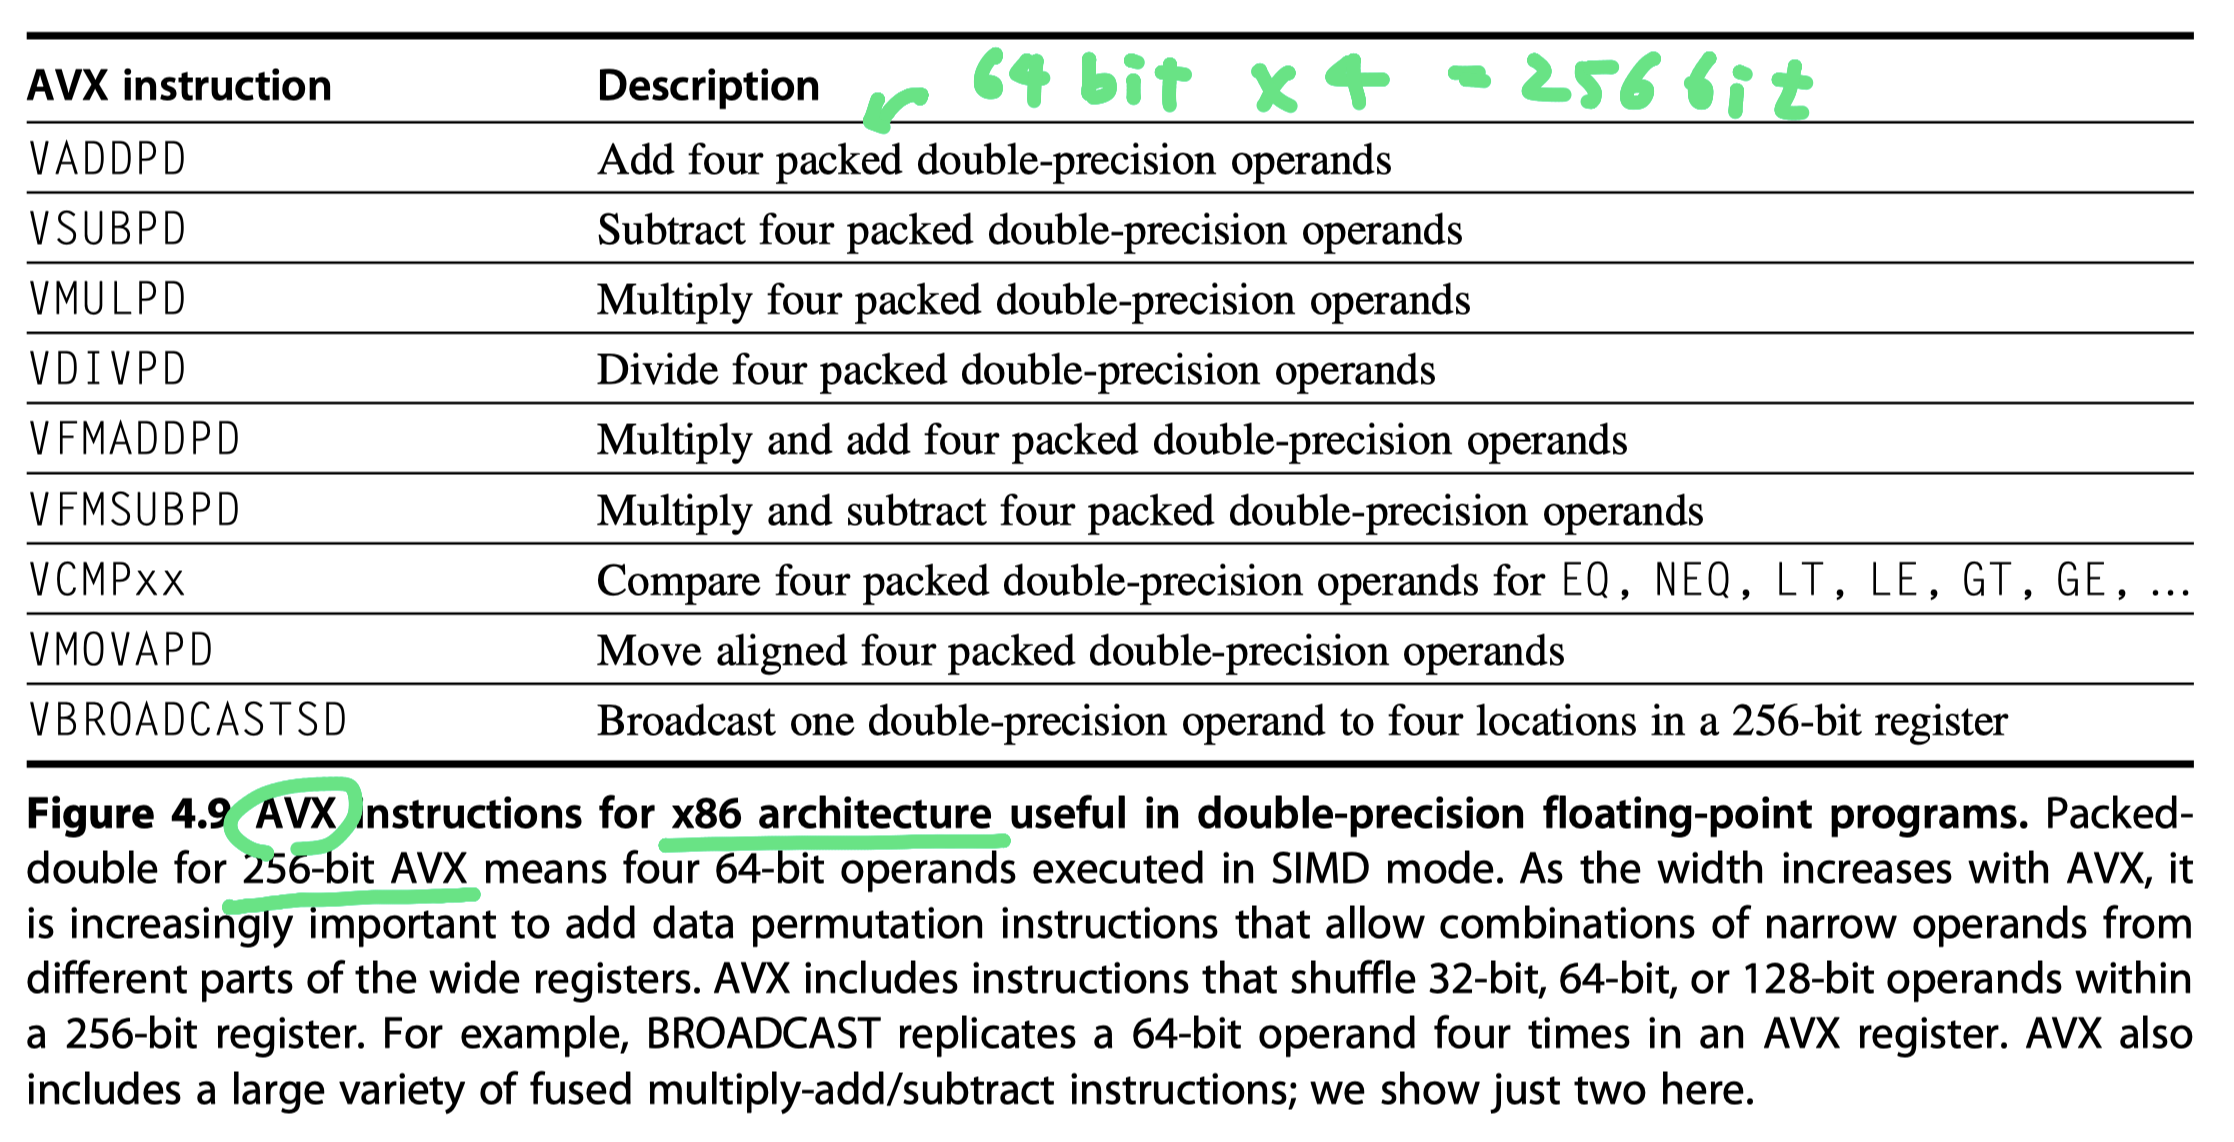 AVX instruction Description 64 bit x 4 = 256 bit
VADDPD Add four packed double-precision operands
VSUBPD Subtract four packed double-precision operands
VMULPD Multiply four packed double-precision operands
VDIVPD Divide four packed double-precision operands
VFMADDPD Multiply and add four packed double-precision operands
VFMSUBPD Multiply and subtract four packed double-precision operands
VCMPxx Compare four packed double-precision operands for EQ, NEQ, LT, LE, GT, GE, ...
VMOVAPD Move aligned four packed double-precision operands
VBROADCASTSD Broadcast one double-precision operand to four locations in a 256-bit register
Figure 4.9 AVX instructions for x86 architecture useful in double-precision floating-point programs. Packed-
double for 256-bit AVX means four 64-bit operands executed in SIMD mode. As the width increases with AVX, it
is increasingly important to add data permutation instructions that allow combinations of narrow operands from
different parts of the wide registers. AVX includes instructions that shuffle 32-bit, 64-bit, or 128-bit operands within
a 256-bit register. For example, BROADCAST replicates a 64-bit operand four times in an AVX register. AVX also
includes a large variety of fused multiply-add/subtract instructions; we show just two here.